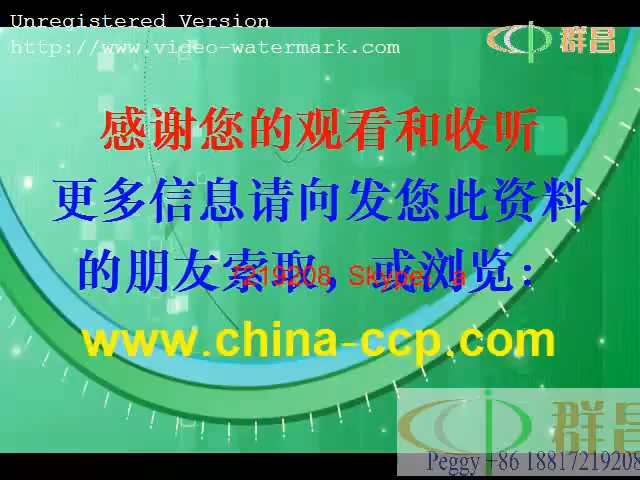 Unregistered Version
http://www.video-watermark.com
群昌
感谢您的观看和收听
更多信息请向发您此资料
的朋友索取，或浏览：
1219208 Skype: a
www.china-ccp.com
群昌
Peggy +86 18817219208